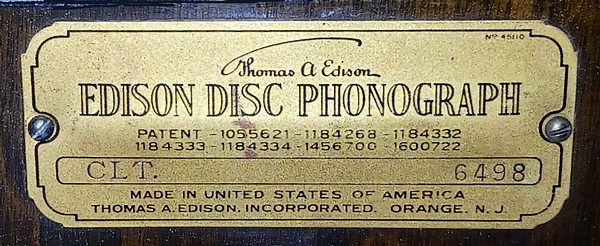 Nº 45110
Thomas A Edison
EDISON DISC PHONOGRAPH
PATENT -1055621-1184268-1184332
1184333-1184334-1456700-1600722
CLT. 6498
MADE IN UNITED STATES OF AMERICA
THOMAS A. EDISON, INCORPORATED, ORANGE, N. J.